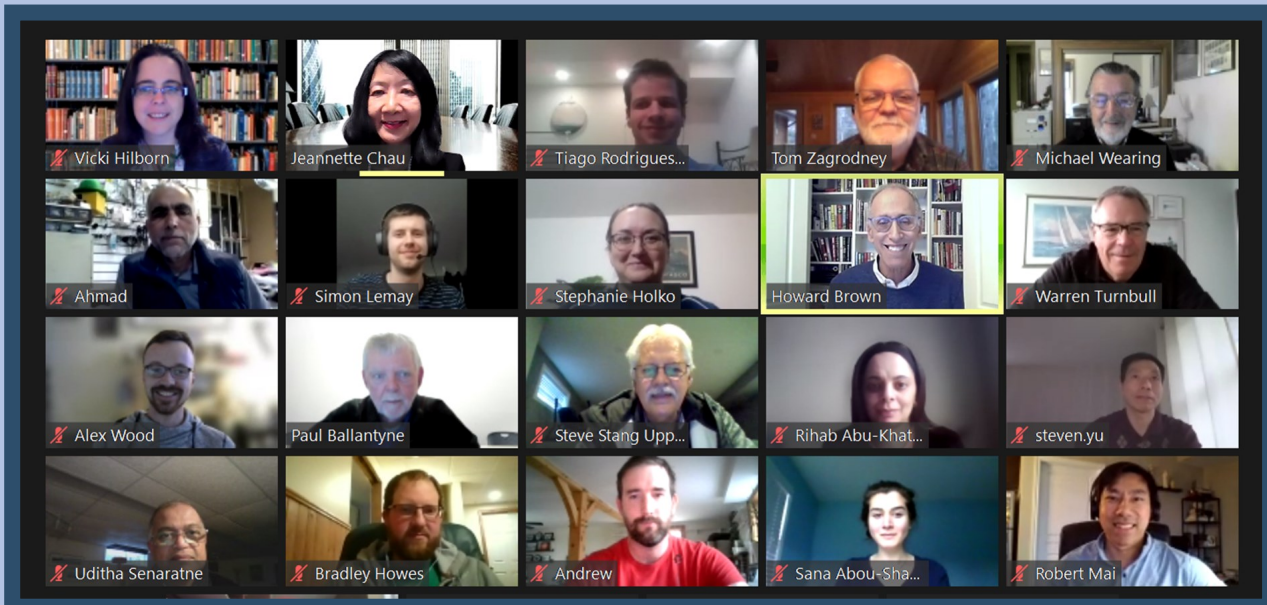 Vicki Hilborn
Jeannette Chau
Tiago Rodrigues...
Tom Zagrodney
Michael Wearing
Ahmad
Simon Lemay
Stephanie Holko
Howard Brown
Warren Turnbull
Alex Wood
Paul Ballantyne
Steve Stang Upp...
Rihab Abu-Khat...
steven.yu
Uditha Senaratne
Bradley Howes
Andrew
Sana Abou-Sha...
Robert Mai